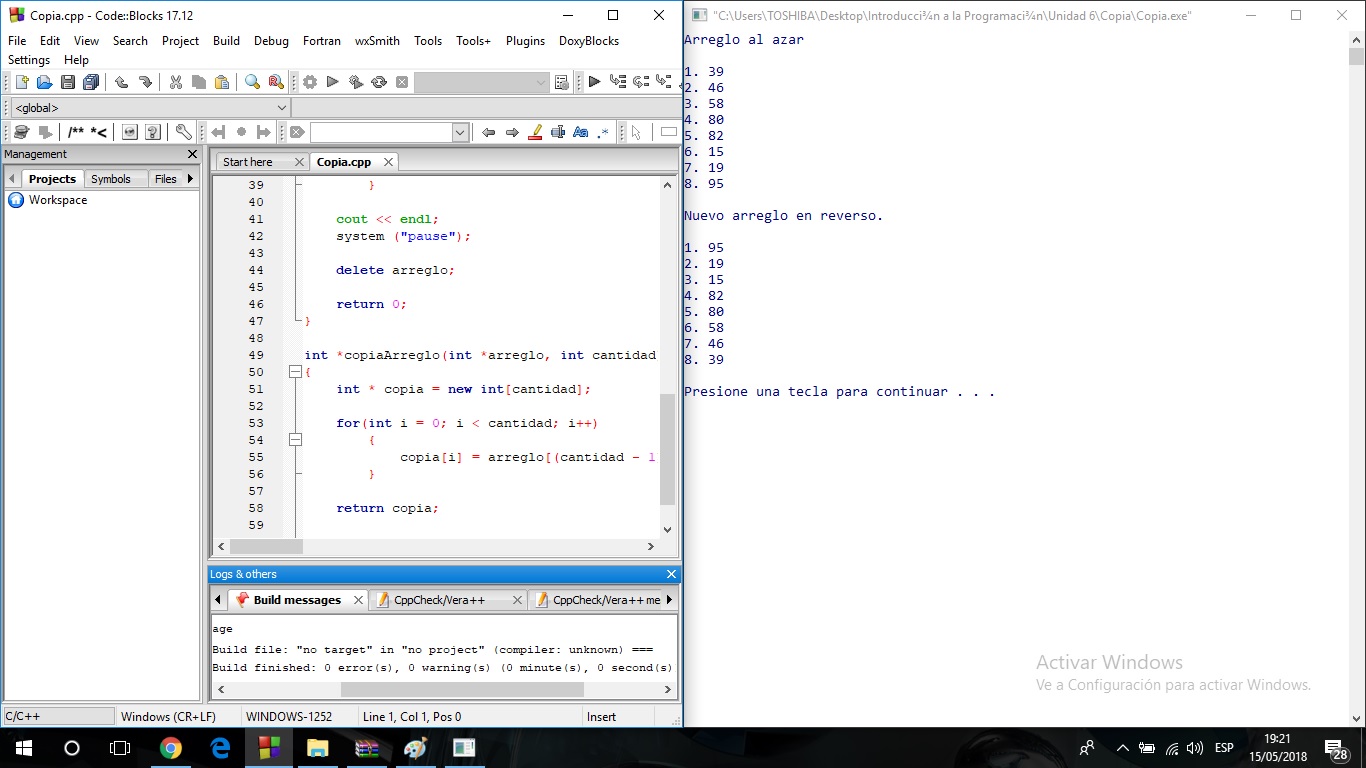 Copia.cpp - Code::Blocks 17.12
File Edit View Search Project Build Debug Fortran wxSmith Tools Tools+ Plugins DoxyBlocks
Settings Help
<global>
/** *<
Aa .*
Management
Projects Symbols Files
Workspace
Start here Copia.cpp
39 }
40
41 cout << endl;
42 system ("pause");
43
44 delete arreglo;
45
46 return 0;
47 }
48
49 int *copiaArreglo(int *arreglo, int cantidad
50 {
51 int * copia = new int[cantidad];
52
53 for(int i = 0; i < cantidad; i++)
54 {
55 copia[i] = arreglo[(cantidad - 1
56 }
57
58 return copia;
59
Logs & others
Build messages CppCheck/Vera++ CppCheck/Vera++ me
age
Build file: "no target" in "no project" (compiler: unknown) ===
Build finished: 0 error(s), 0 warning(s) (0 minute(s), 0 second(s)
C/C++ Windows (CR+LF) WINDOWS-1252 Line 1, Col 1, Pos 0 Insert
"C:\Users\TOSHIBA\Desktop\Introducci¾n a la Programaci¾n\Unidad 6\Copia\Copia.exe"
Arreglo al azar
1. 39
2. 46
3. 58
4. 80
5. 82
6. 15
7. 19
8. 95
Nuevo arreglo en reverso.
1. 95
2. 19
3. 15
4. 82
5. 80
6. 58
7. 46
8. 39
Presione una tecla para continuar . . .
Activar Windows
Ve a Configuración para activar Windows.
ESP
19:21
15/05/2018
28